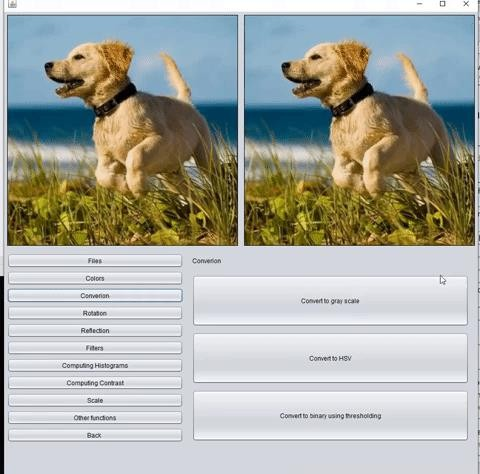 Files
Colors
Converion
Rotation
Reflection
Filters
Computing Histograms
Computing Contrast
Scale
Other functions
Back
Converion
Convert to gray scale
Convert to HSV
Convert to binary using thresholding